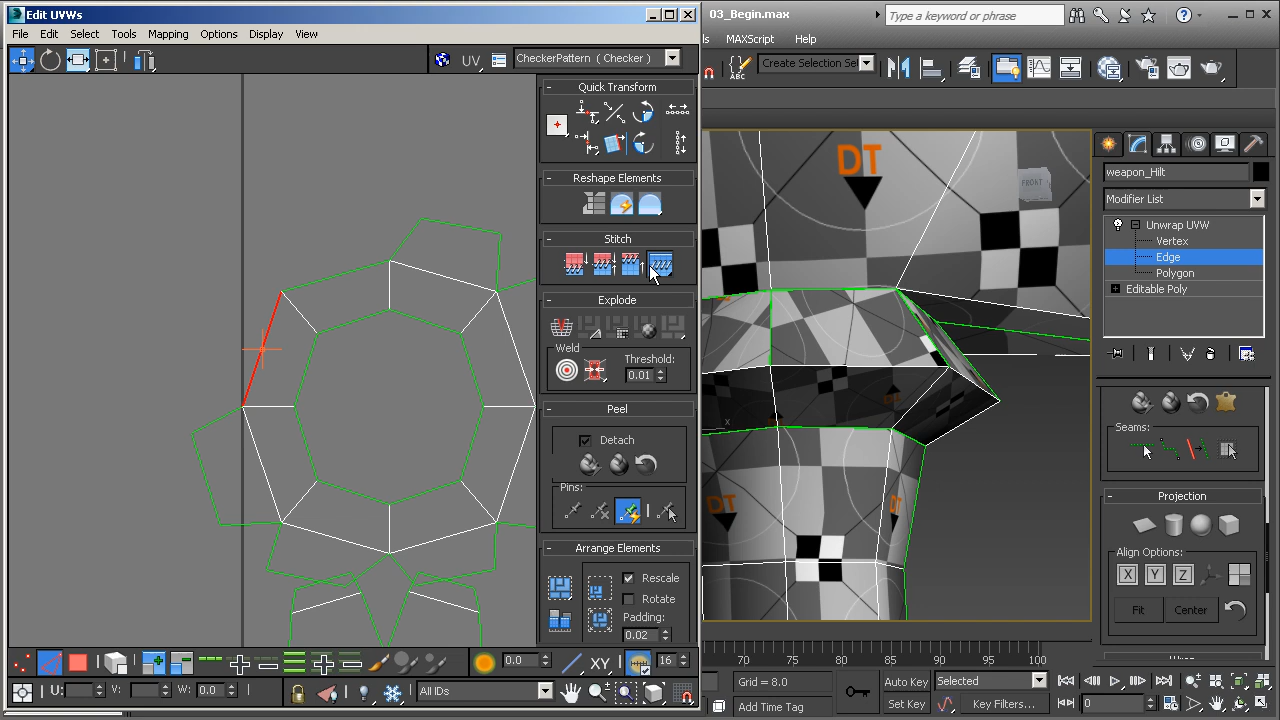 Edit UVWs
File Edit Select Tools Mapping Options Display View
UV CheckerPattern ( Checker )
Quick Transform
Reshape Elements
Stitch
Explode
Weld
Threshold:
0.01
Peel
Detach
Pins:
Arrange Elements
Rescale
Rotate
Padding:
0.02
0.0 XY 16
U: V: W: 0.0 All IDs
03_Begin.max Type a keyword or phrase
MAXScript Help
ABC Create Selection Se
DT
FRONT
DT
DT
x
weapon_Hilt
Modifier List
Unwrap UVW
Vertex
Edge
Polygon
Editable Poly
Seams:
Projection
Align Options:
X Y Z
Fit Center
70 75 80 85 90 95 100
Grid = 8.0
Add Time Tag
Auto Key Selected
Set Key Key Filters... 0